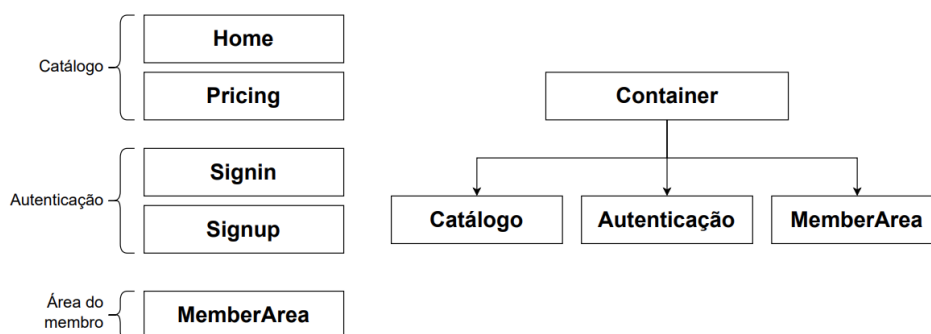 Catálogo
Home
Pricing
Autenticação
Signin
Signup
Área do
membro
MemberArea
Container
Catálogo
Autenticação
MemberArea